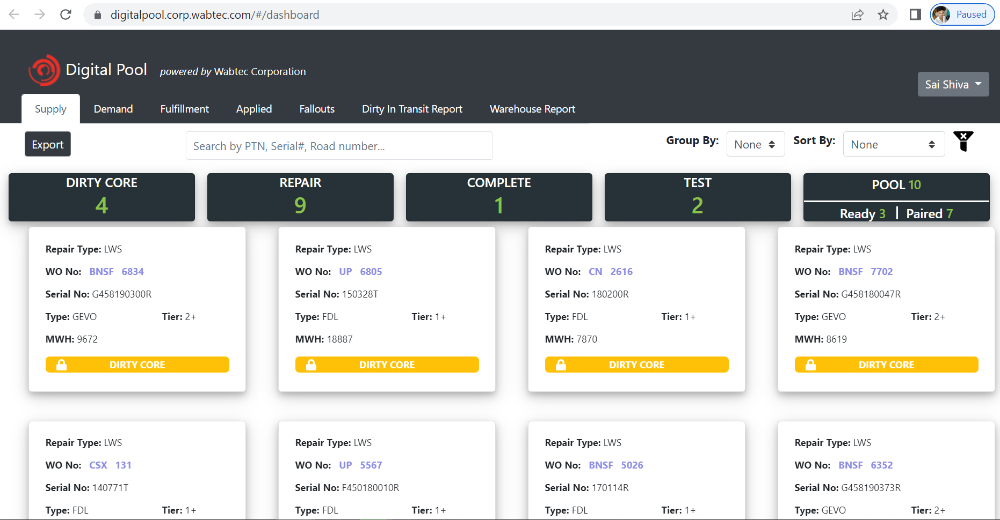 digitalpool.corp.wabtec.com/#/dashboard
Paused
Digital Pool powered by Wabtec Corporation
Sai Shiva
Supply Demand Fulfillment Applied Fallouts Dirty In Transit Report Warehouse Report
Export Search by PTN, Serial#, Road number... Group By: None Sort By: None
DIRTY CORE
4
REPAIR
9
COMPLETE
1
TEST
2
POOL 10
Ready 3 | Paired 7
Repair Type: LWS
WO No: BNSF 6834
Serial No: G458190300R
Type: GEVO Tier: 2+
MWH: 9672
DIRTY CORE
Repair Type: LWS
WO No: UP 6805
Serial No: 150328T
Type: FDL Tier: 1+
MWH: 18887
DIRTY CORE
Repair Type: LWS
WO No: CN 2616
Serial No: 180200R
Type: FDL Tier: 1+
MWH: 7870
DIRTY CORE
Repair Type: LWS
WO No: BNSF 7702
Serial No: G458180047R
Type: GEVO Tier: 2+
MWH: 8619
DIRTY CORE
Repair Type: LWS
WO No: CSX 131
Serial No: 140771T
Type: FDL Tier: 1+
Repair Type: LWS
WO No: UP 5567
Serial No: F450180010R
Type: FDL Tier: 1+
Repair Type: LWS
WO No: BNSF 5026
Serial No: 170114R
Type: FDL Tier: 1+
Repair Type: LWS
WO No: BNSF 6352
Serial No: G458190373R
Type: GEVO Tier: 2+